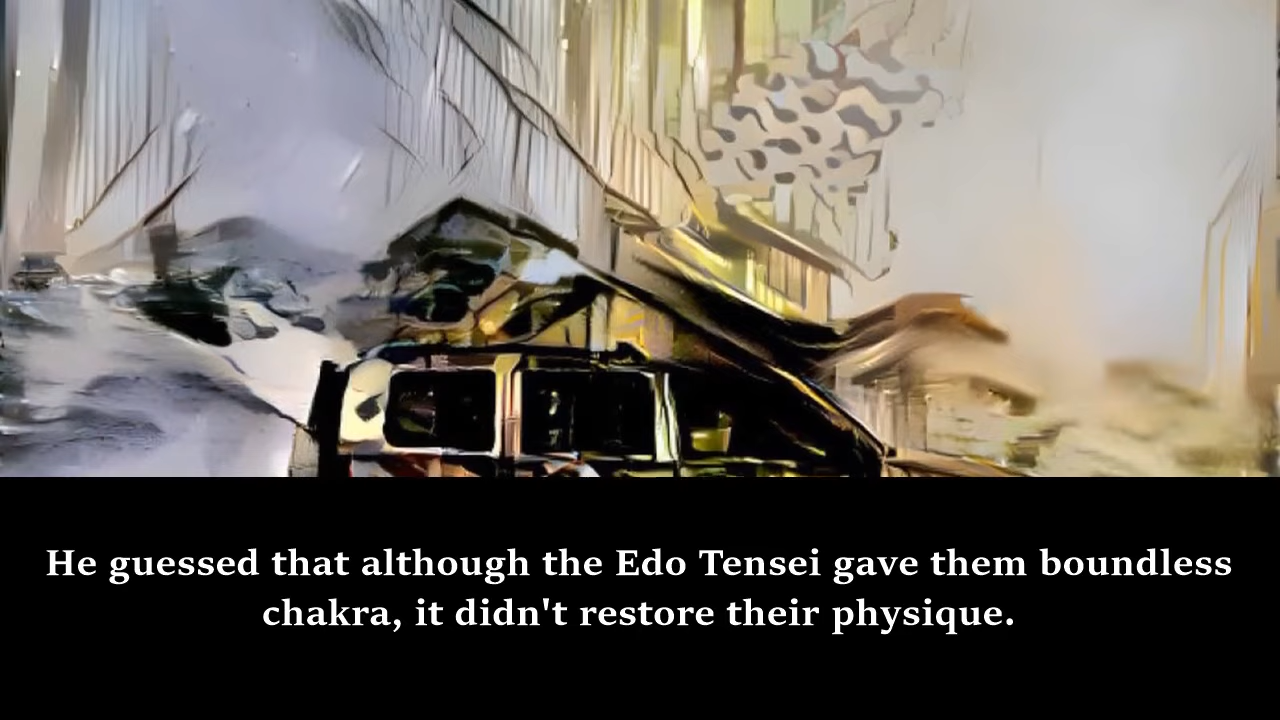 He guessed that although the Edo Tensei gave them boundless
chakra, it didn't restore their physique.